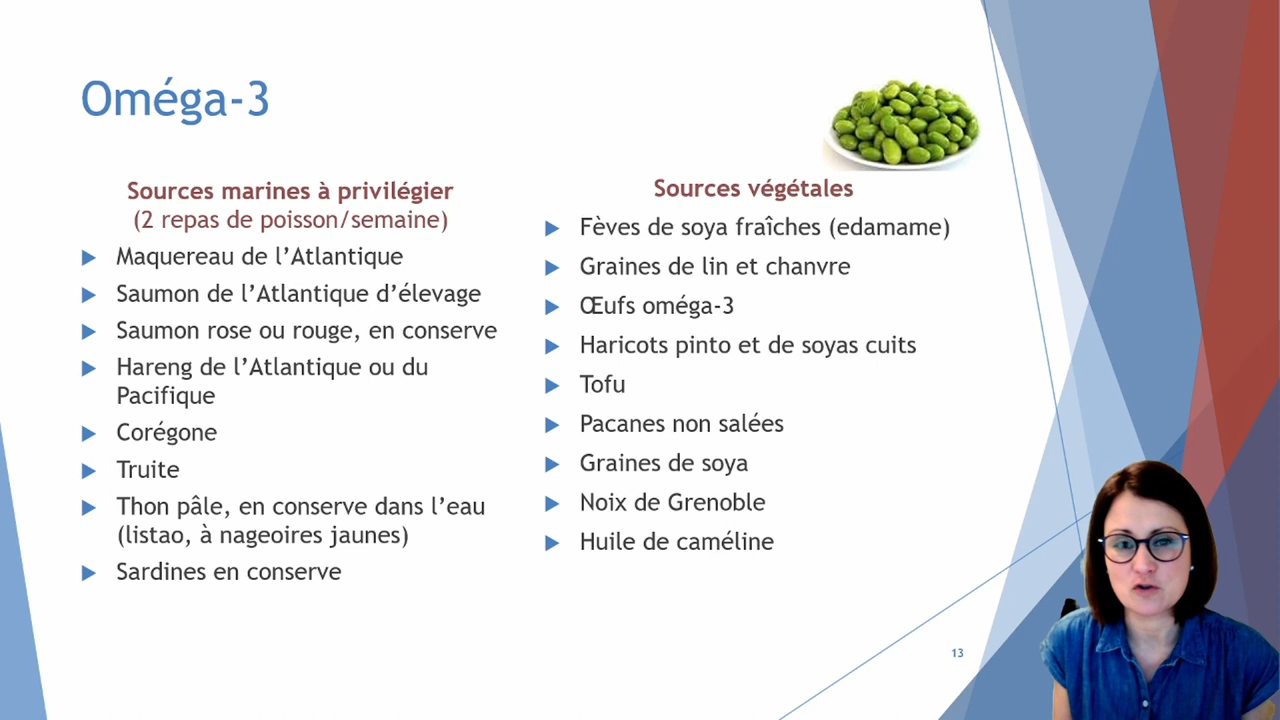 Oméga-3
Sources marines à privilégier
(2 repas de poisson/semaine)
Maquereau de l’Atlantique
Saumon de l’Atlantique d’élevage
Saumon rose ou rouge, en conserve
Hareng de l’Atlantique ou du
Pacifique
Corégone
Truite
Thon pâle, en conserve dans l’eau
(listao, à nageoires jaunes)
Sardines en conserve
Sources végétales
Fèves de soya fraîches (edamame)
Graines de lin et chanvre
Œufs oméga-3
Haricots pinto et de soyas cuits
Tofu
Pacanes non salées
Graines de soya
Noix de Grenoble
Huile de caméline
13